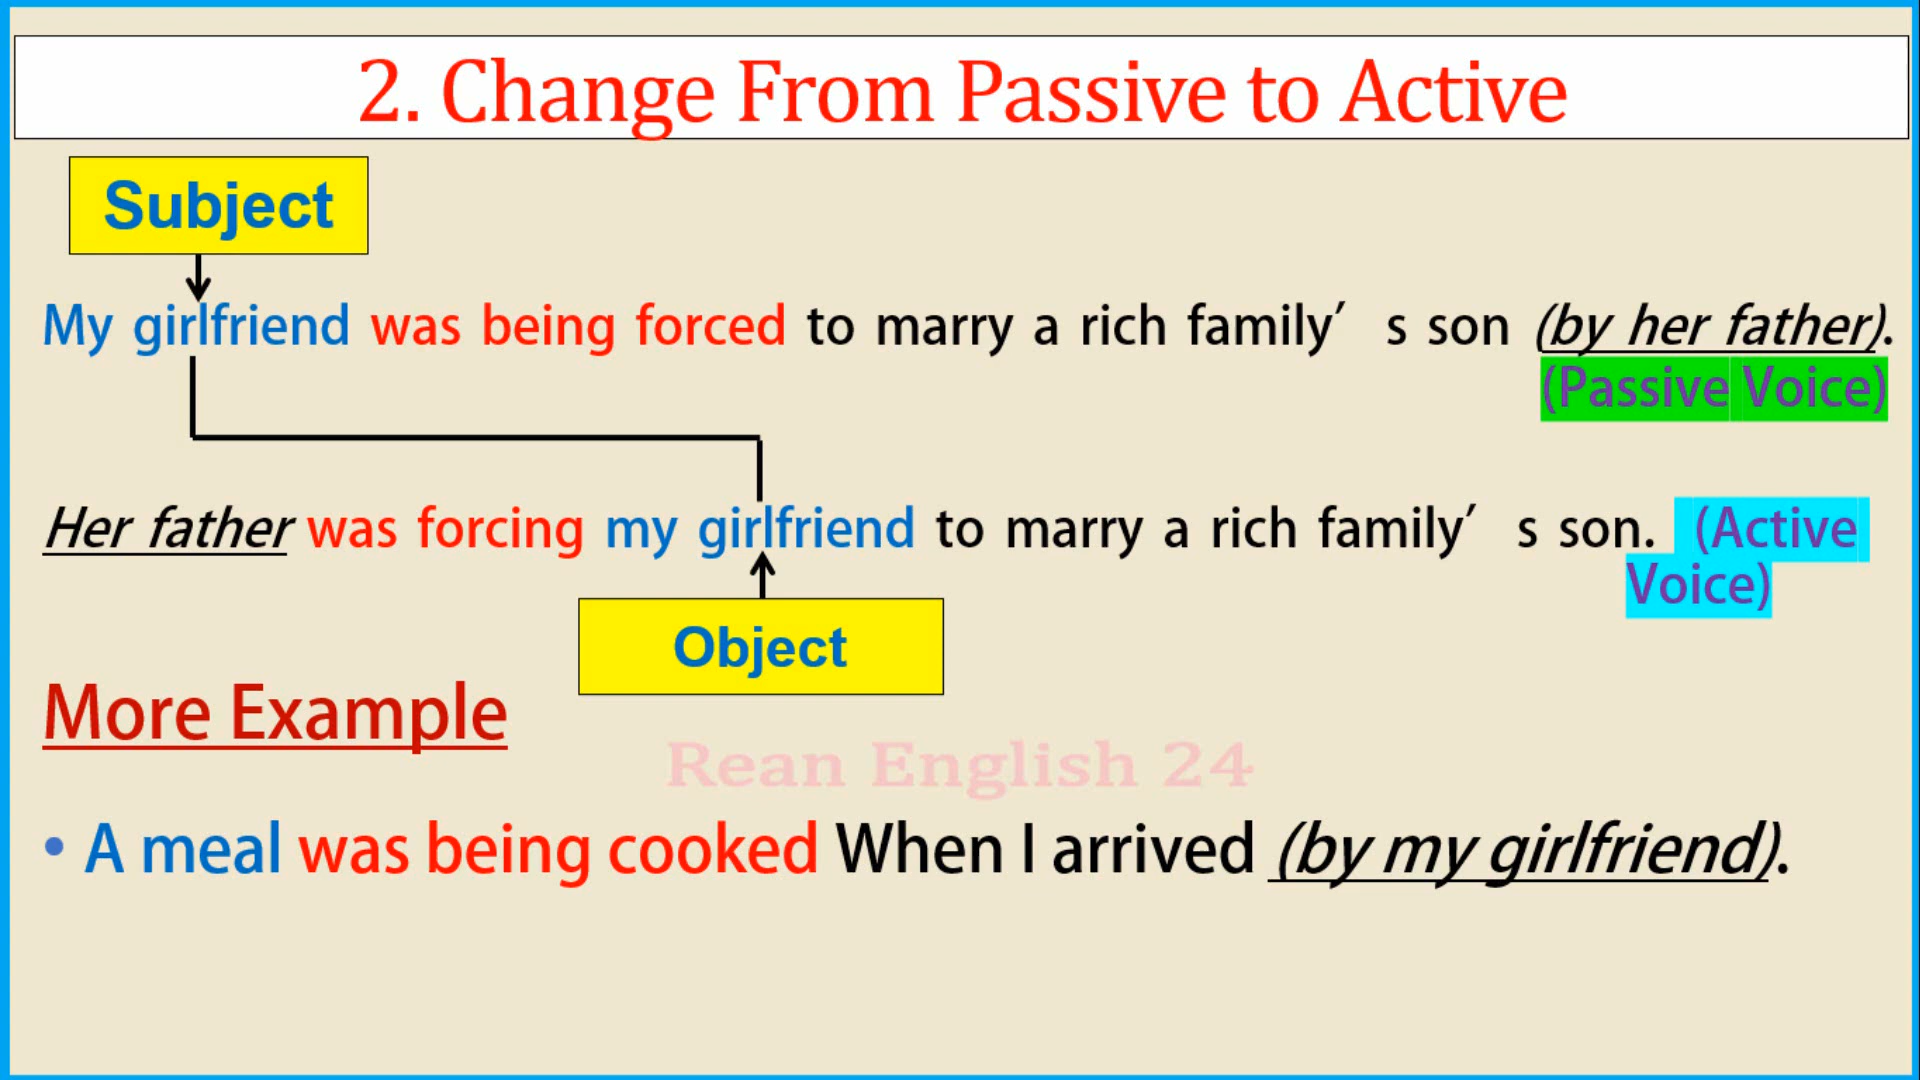 2. Change From Passive to Active
Subject
My girlfriend was being forced to marry a rich family′ s son (by her father).
(Passive Voice)
Her father was forcing my girlfriend to marry a rich family′ s son. (Active
Voice)
Object
More Example
Rean English 24
• A meal was being cooked When I arrived (by my girlfriend).